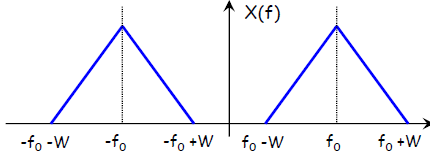 X(f)
-f₀ -W -f₀ -f₀ +W f₀ -W f₀ f₀ +W